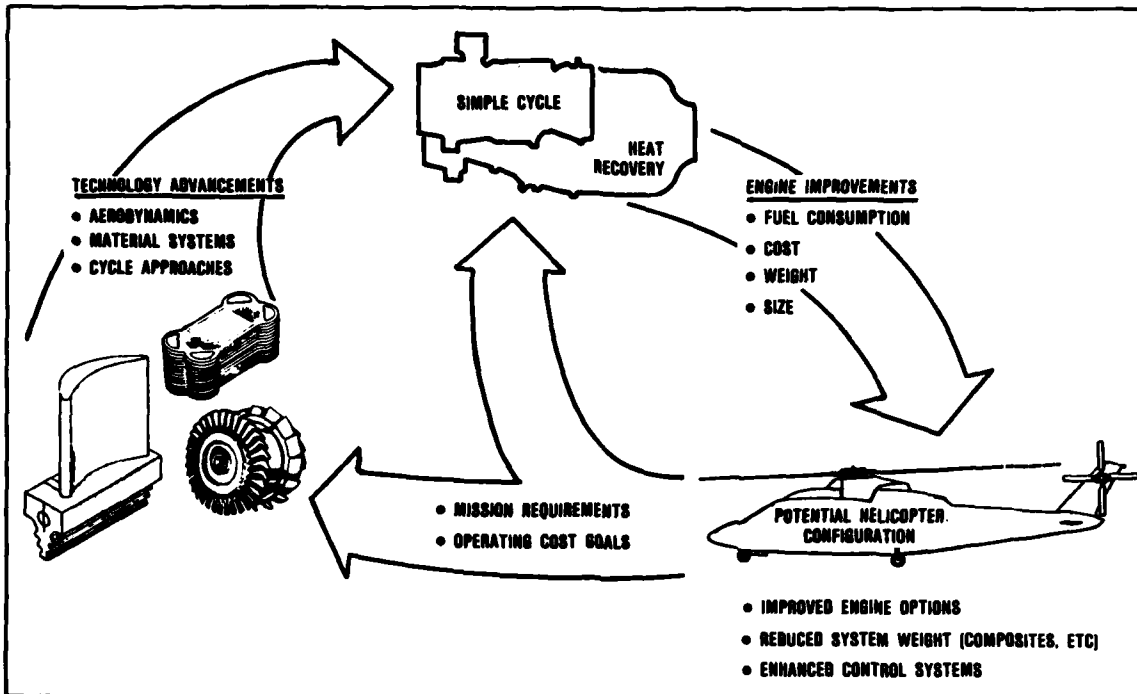 SIMPLE CYCLE
HEAT
RECOVERY
TECHNOLOGY ADVANCEMENTS
• AERODYNAMICS
• MATERIAL SYSTEMS
• CYCLE APPROACHES
ENGINE IMPROVEMENTS
• FUEL CONSUMPTION
• COST
• WEIGHT
• SIZE
• MISSION REQUIREMENTS
• OPERATING COST GOALS
POTENTIAL HELICOPTER
CONFIGURATION
• IMPROVED ENGINE OPTIONS
• REDUCED SYSTEM WEIGHT (COMPOSITES, ETC)
• ENHANCED CONTROL SYSTEMS